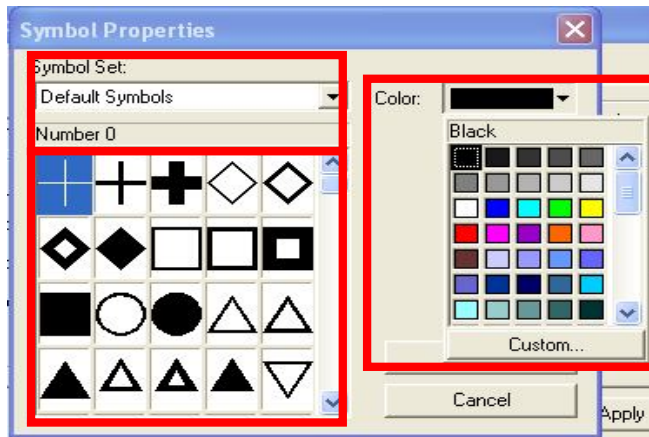 Symbol Properties
Symbol Set:
Default Symbols
Number 0
Color:
Black
Custom...
Cancel
Apply